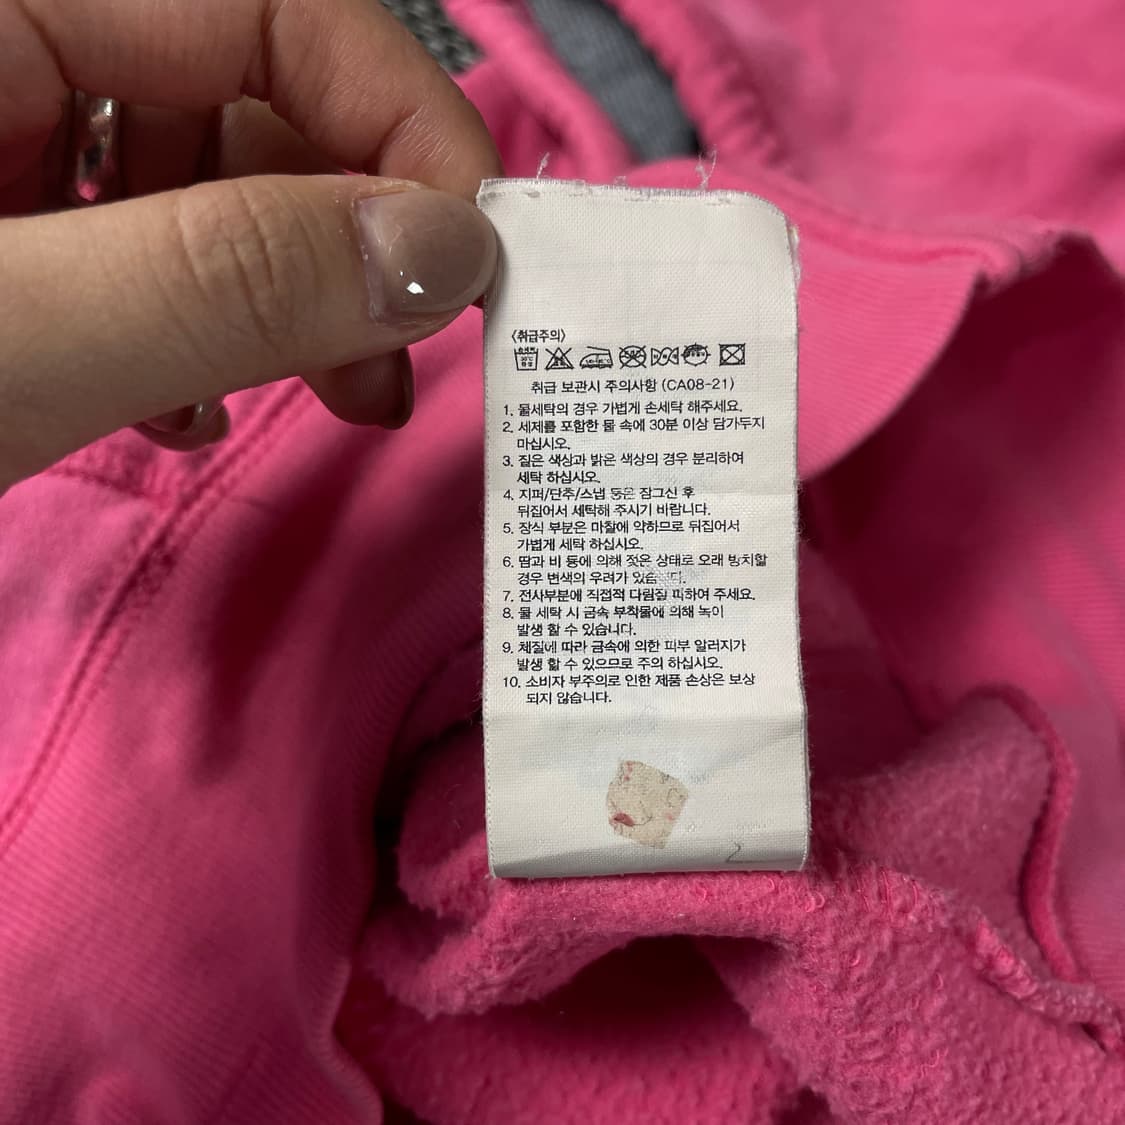 〈취급주의〉
취급 보관시 주의사항 (CA08-21)
1. 물세탁의 경우 가볍게 손세탁 해주세요.
2. 세제를 포함한 물 속에 30분 이상 담가두지
마십시오.
3. 짙은 색상과 밝은 색상의 경우 분리하여
세탁 하십시오.
4. 지퍼/단추/스냅 등은 잠그신 후
뒤집어서 세탁해 주시기 바랍니다.
5. 장식 부분은 마찰에 약하므로 뒤집어서
가볍게 세탁 하십시오.
6. 땀과 비 등에 의해 젖은 상태로 오래 방치할
경우 변색의 우려가 있습니다.
7. 전사부분에 직접적 다림질 피하여 주세요.
8. 물 세탁 시 금속 부착물에 의해 녹이
발생 할 수 있습니다.
9. 체질에 따라 금속에 의한 피부 알러지가
발생 할 수 있으므로 주의 하십시오.
10. 소비자 부주의로 인한 제품 손상은 보상
되지 않습니다.